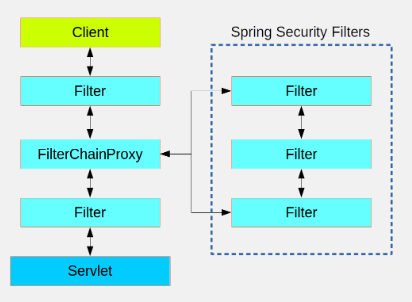 Client
Filter
FilterChainProxy
Filter
Servlet
Spring Security Filters
Filter
Filter
Filter